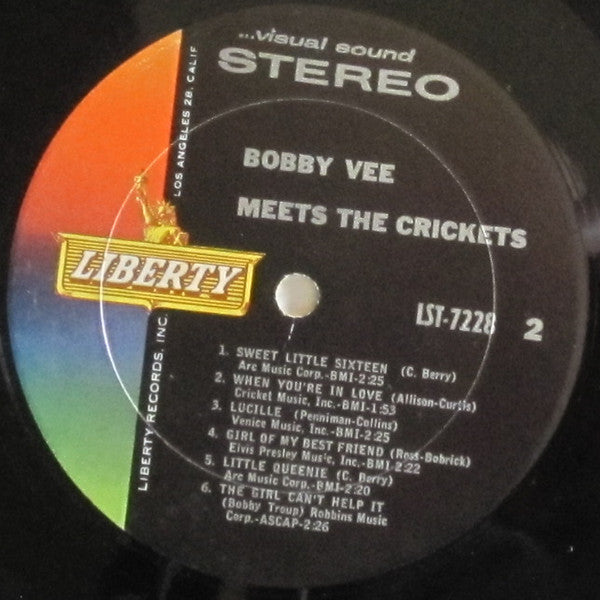 ...visual sound
STEREO
BOBBY VEE
MEETS THE CRICKETS
LIBERTY
LIBERTY RECORDS, INC. LOS ANGELES 28, CALIF
LST-7228 2
1. SWEET LITTLE SIXTEEN (C. Berry)
Arc Music Corp.-BMI-2:25
2. WHEN YOU'RE IN LOVE (Allison-Curtis)
Cricket Music, Inc.-BMI-1:53
3. LUCILLE (Penniman-Collins)
Venice Music, Inc.-BMI-2:25
4. GIRL OF MY BEST FRIEND (Ross-Bobrick)
Elvis Presley Music, Inc.-BMI-2:22
5. LITTLE QUEENIE (C. Berry)
Arc Music Corp.-BMI-2:20
6. THE GIRL CAN'T HELP IT
(Bobby Troup) Robbins Music
Corp.-ASCAP-2:26